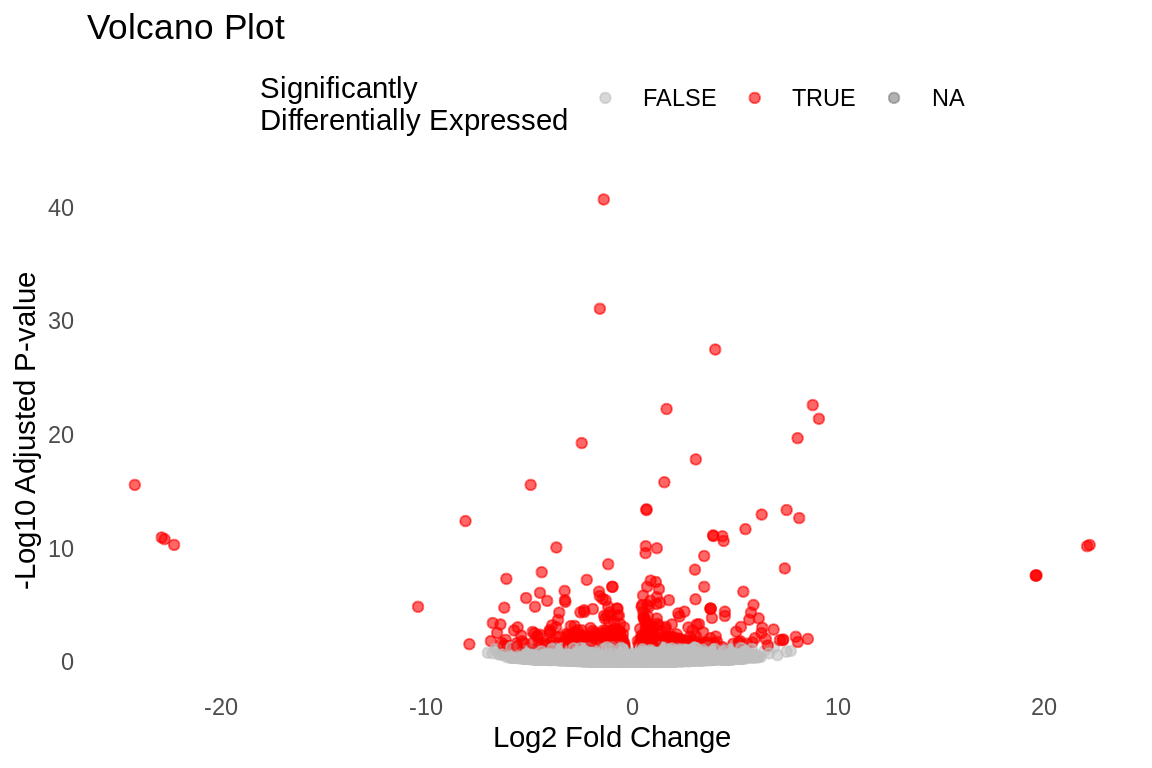 Volcano Plot
Significantly
Differentially Expressed
FALSE
TRUE
NA
-Log10 Adjusted P-value
40
30
20
10
0
-20
-10
0
10
20
Log2 Fold Change